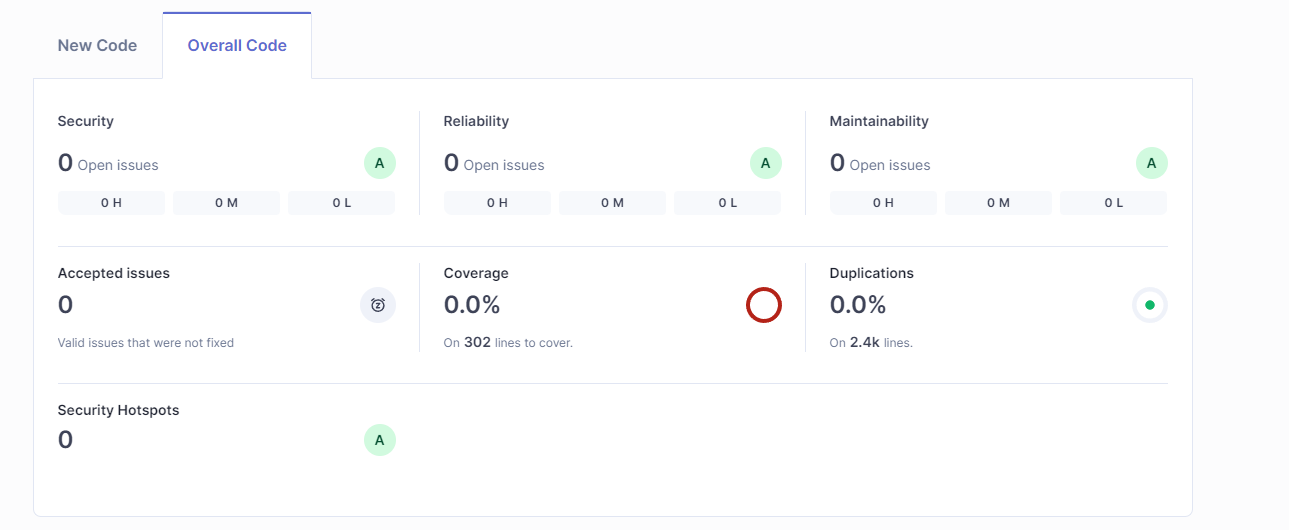 New Code Overall Code
Security Reliability Maintainability
0 Open issues A 0 Open issues A 0 Open issues A
0 H 0 M 0 L 0 H 0 M 0 L 0 H 0 M 0 L
Accepted issues Coverage Duplications
0 0.0% 0.0%
Valid issues that were not fixed On 302 lines to cover. On 2.4k lines.
Security Hotspots
0 A